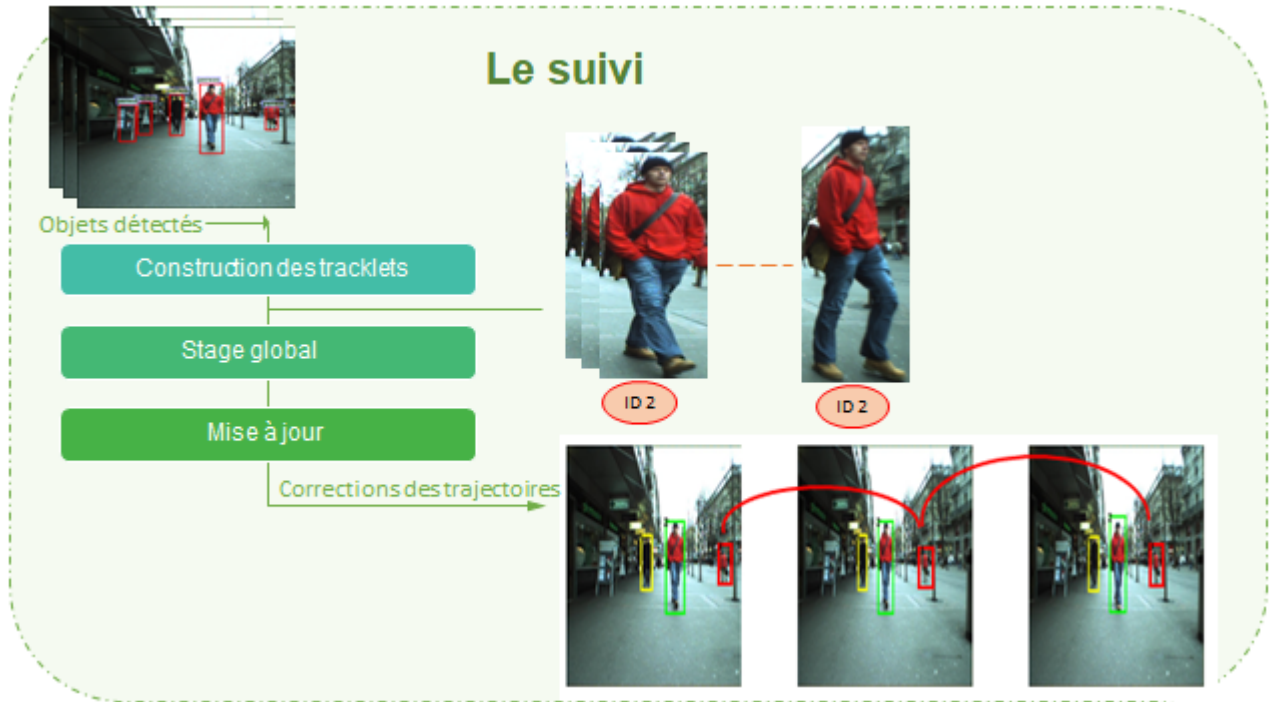 Le suivi
Objets détectés
Construction des tracklets
Stage global
Mise à jour
ID 2
ID 2
Corrections des trajectoires